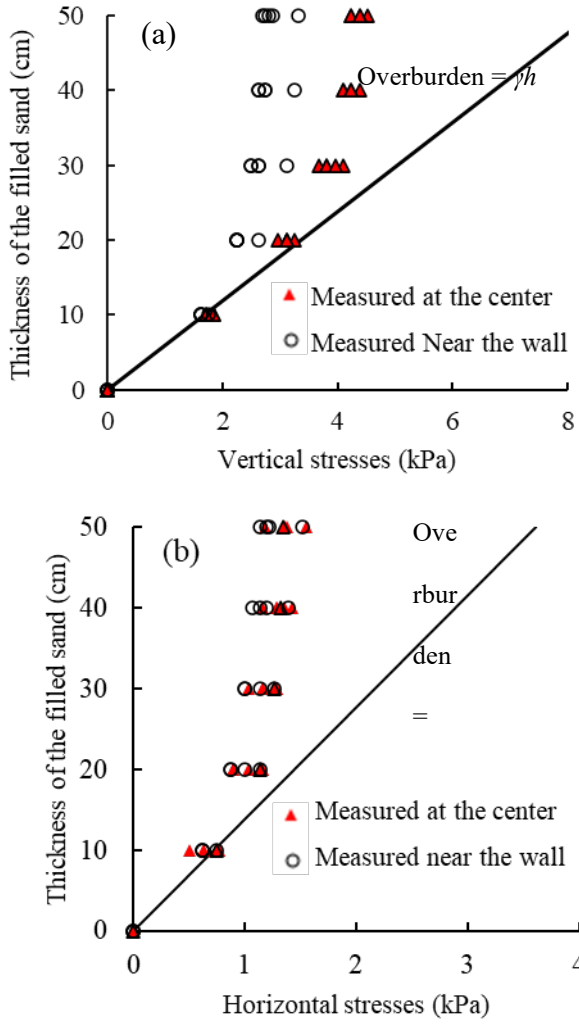 (a)
50
40
30
20
10
0
Thickness of the filled sand (cm)
Overburden = γh
Measured at the center
Measured Near the wall
0 2 4 6 8
Vertical stresses (kPa)
(b)
50
40
30
20
10
0
Thickness of the filled sand (cm)
Ove
rbur
den
=
Measured at the center
Measured near the wall
0 1 2 3 4
Horizontal stresses (kPa)